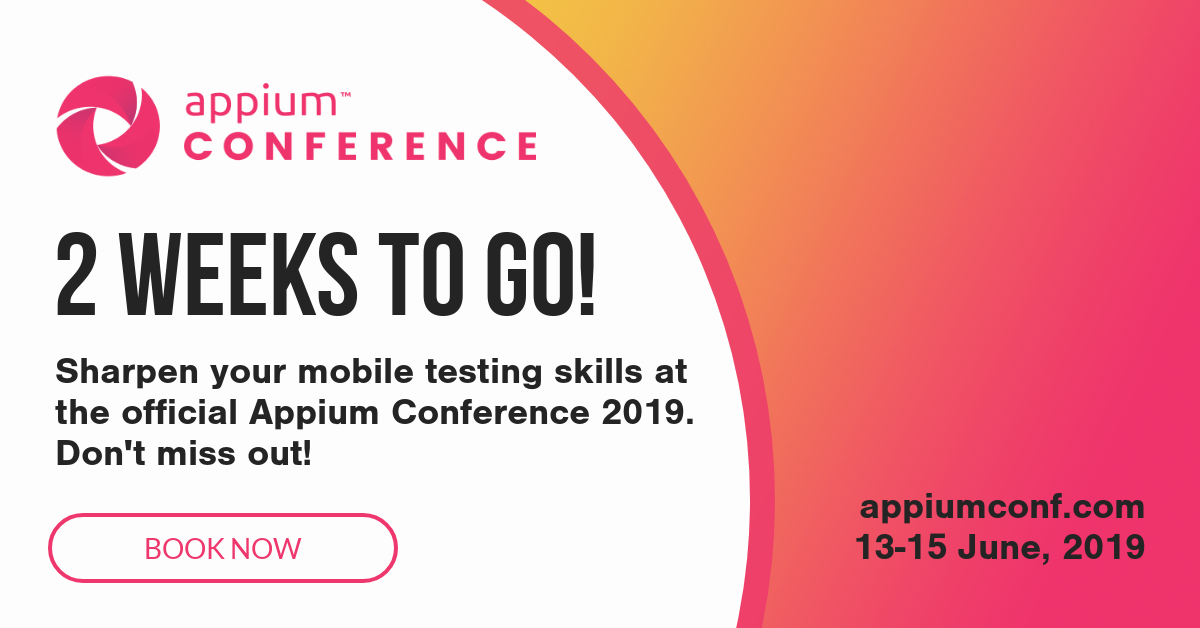 appium™
CONFERENCE
2 WEEKS TO GO!
Sharpen your mobile testing skills at
the official Appium Conference 2019.
Don't miss out!
BOOK NOW
appiumconf.com
13-15 June, 2019